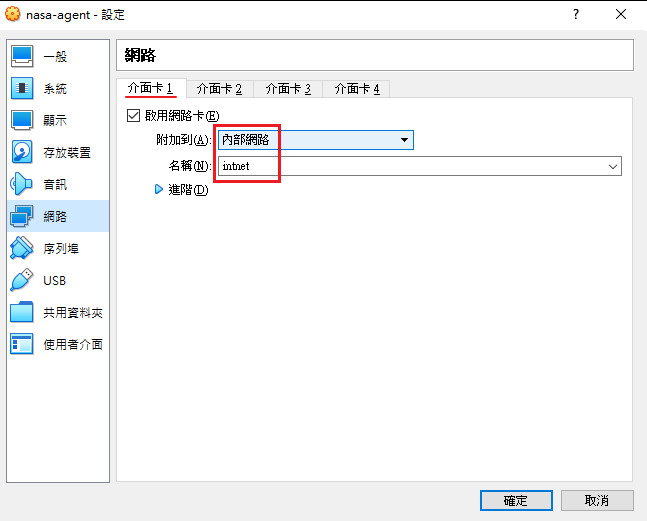 nasa-agent - 設定
?
一般
系統
顯示
存放裝置
音訊
網路
序列埠
USB
共用資料夾
使用者介面
網路
介面卡 1 介面卡 2 介面卡 3 介面卡 4
啟用網路卡(E)
附加到(A): 內部網路
名稱(N): intnet
進階(D)
確定 取消